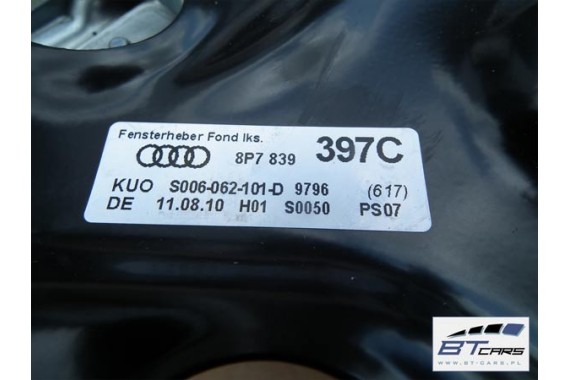 Fensterheber Fond lks.
8P7 839 397C
KUO S006-062-101-D 9796 (617)
DE 11.08.10 H01 S0050 PS07
BT CARS
BT-CARS.PL